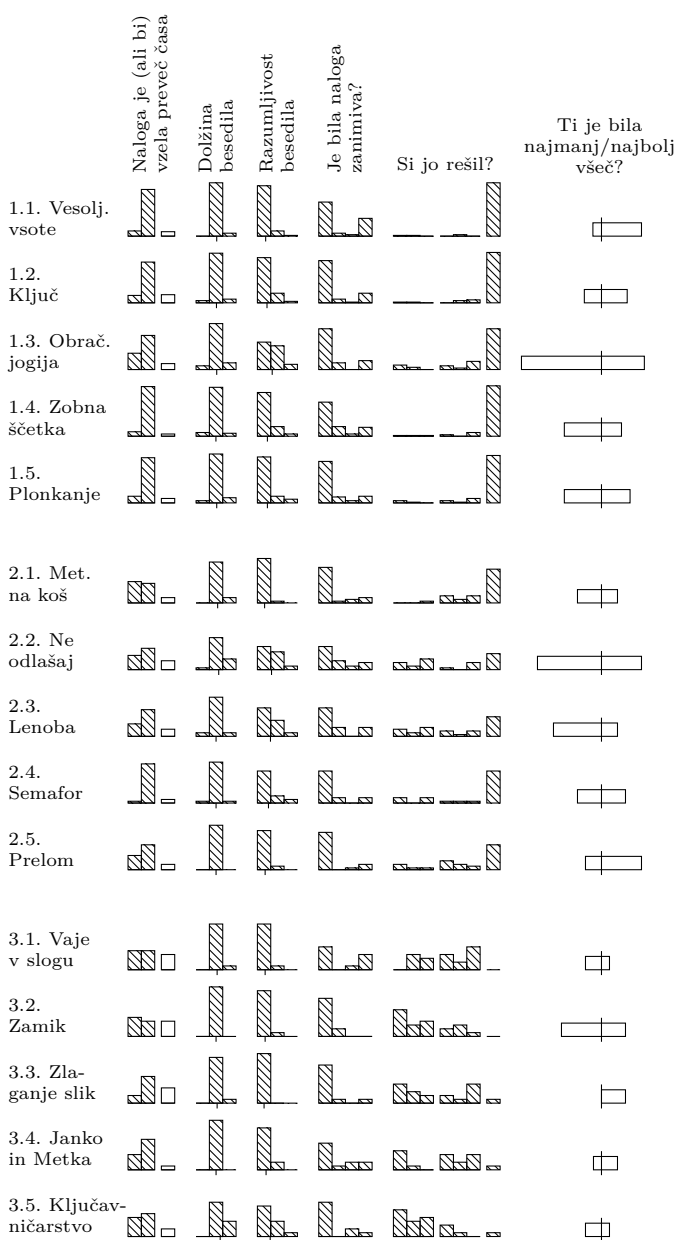 Naloga je (ali bi)
vzela preveč časa
Dolžina
besedila
Razumljivost
besedila
Je bila naloga
zanimiva?
Si jo rešil?
Ti je bila
najmanj/najbolj
všeč?
1.1. Vesolj.
vsote
1.2.
Ključ
1.3. Obrač.
jogija
1.4. Zobna
ščetka
1.5.
Plonkanje
2.1. Met.
na koš
2.2. Ne
odlašaj
2.3.
Lenoba
2.4.
Semafor
2.5.
Prelom
3.1. Vaje
v slogu
3.2.
Zamik
3.3. Zla-
ganje slik
3.4. Janko
in Metka
3.5. Ključav-
ničarstvo